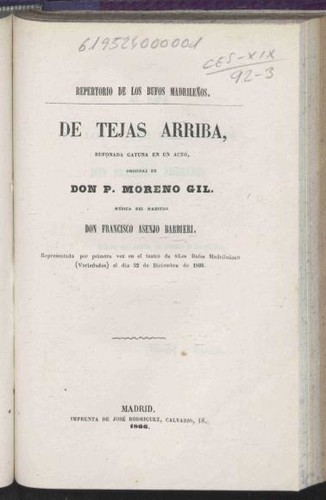 619524000001
CES-XIX
92-3
REPERTORIO DE LOS BUFOS MADRILEÑOS.
DE TEJAS ARRIBA,
BUFONADA GATUNA EN UN ACTO,
ORIGINAL DE
DON P. MORENO GIL.
MÚSICA DEL MAESTRO
DON FRANCISCO ASENJO BARBIERI.
Representada por primera vez en el teatro de «Los Bufos Madrileños»
(Variedades) el dia 22 de Diciembre de 1866.
MADRID.
IMPRENTA DE JOSÉ RODRIGUEZ, CALVARIO, 18.
1866.